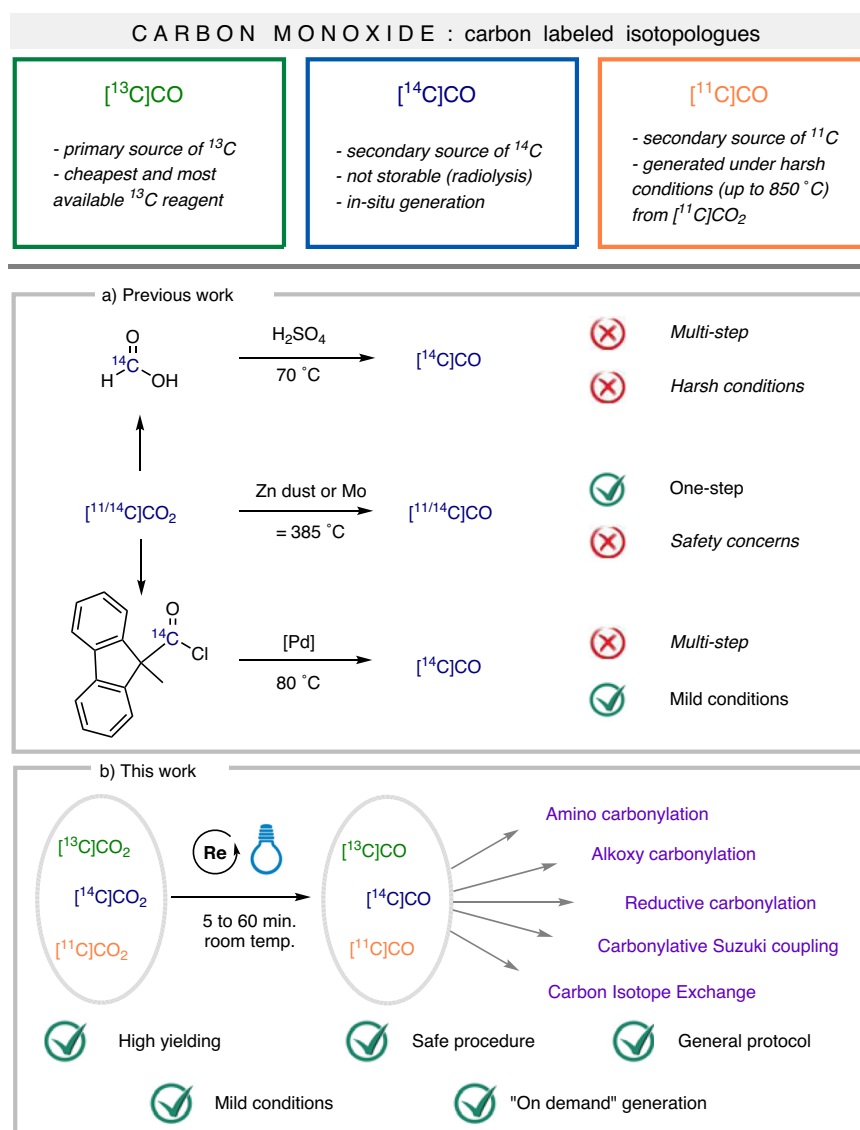 CARBON MONOXIDE : carbon labeled isotopologues
[¹³C]CO
- primary source of ¹³C
- cheapest and most
available ¹³C reagent
[¹⁴C]CO
- secondary source of ¹⁴C
- not storable (radiolysis)
- in-situ generation
[¹¹C]CO
- secondary source of ¹¹C
- generated under harsh
conditions (up to 850 ˚C)
from [¹¹C]CO₂
a) Previous work
O
¹⁴C
H
OH
H₂SO₄
70 ˚C
[¹⁴C]CO
Multi-step
Harsh conditions
[¹¹/¹⁴C]CO₂
Zn dust or Mo
= 385 ˚C
[¹¹/¹⁴C]CO
One-step
Safety concerns
O
¹⁴C
Cl
[Pd]
80 ˚C
[¹⁴C]CO
Multi-step
Mild conditions
b) This work
[¹³C]CO₂
[¹⁴C]CO₂
[¹¹C]CO₂
Re
5 to 60 min.
room temp.
[¹³C]CO
[¹⁴C]CO
[¹¹C]CO
Amino carbonylation
Alkoxy carbonylation
Reductive carbonylation
Carbonylative Suzuki coupling
Carbon Isotope Exchange
High yielding
Safe procedure
General protocol
Mild conditions
"On demand" generation